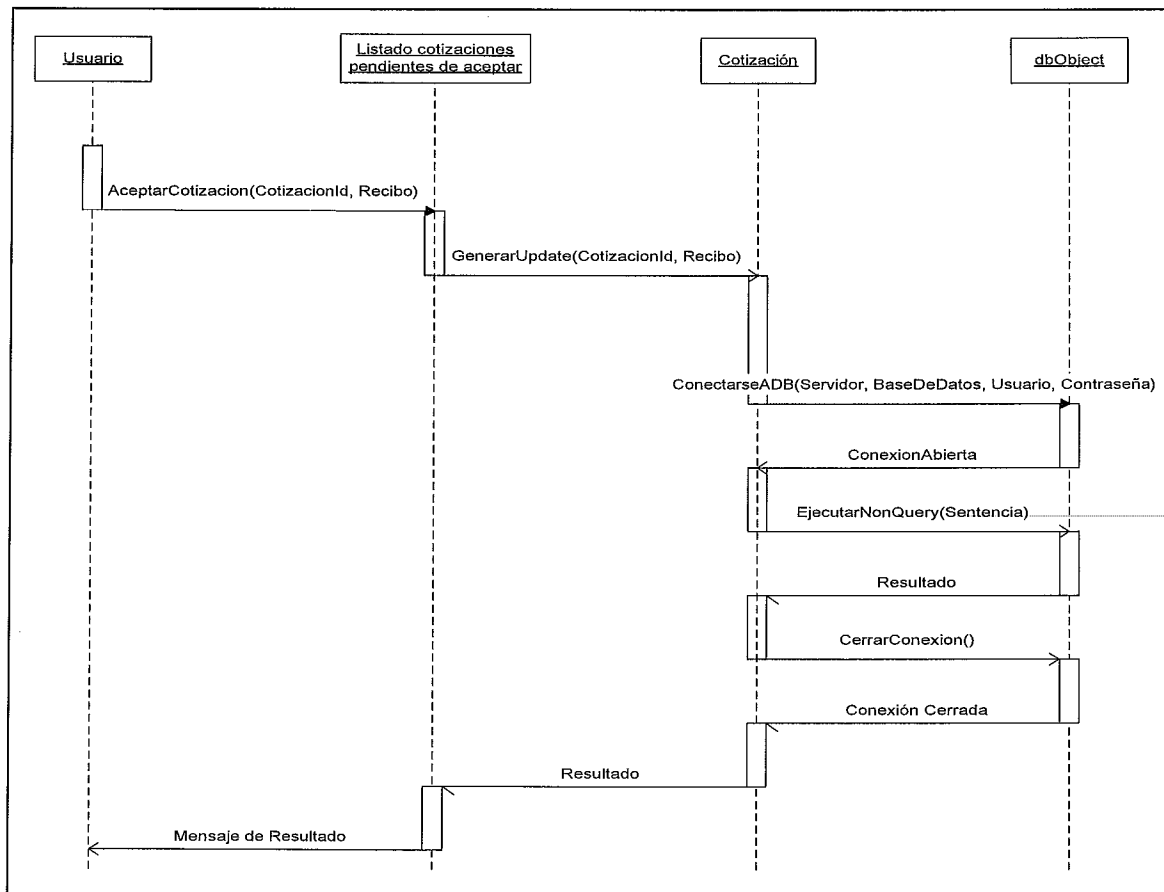 Usuario
Listado cotizaciones
pendientes de aceptar
Cotización
dbObject
AceptarCotizacion(CotizacionId, Recibo)
GenerarUpdate(CotizacionId, Recibo)
ConectarseADB(Servidor, BaseDeDatos, Usuario, Contraseña)
ConexionAbierta
EjecutarNonQuery(Sentencia)
Resultado
CerrarConexion()
Conexión Cerrada
Resultado
Mensaje de Resultado